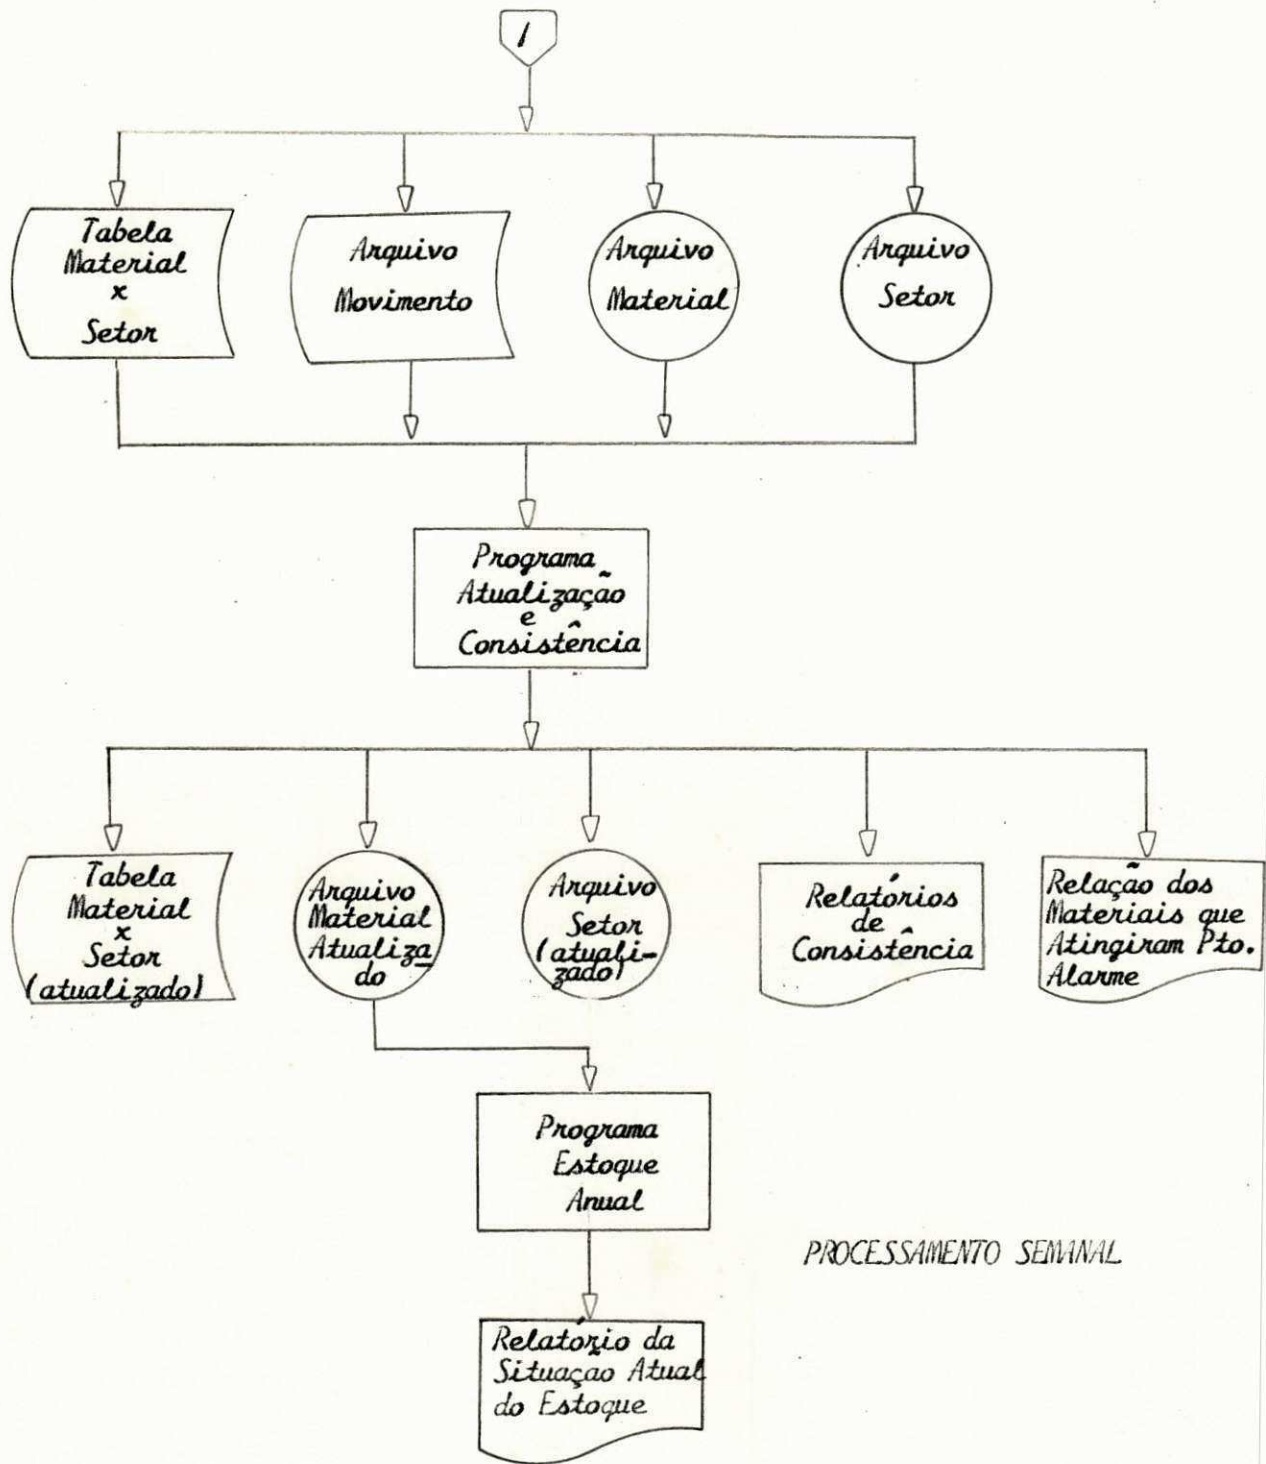 1
Tabela
Material
x
Setor
Arquivo
Movimento
Arquivo
Material
Arquivo
Setor
Programa
Atualização
e
Consistência
Tabela
Material
x
Setor
(atualizado)
Arquivo
Material
Atualiza
do
Arquivo
Setor
(atuali-
zado)
Relatórios
de
Consistência
Relação dos
Materiais que
Atingiram Pto.
Alarme
Programa
Estoque
Anual
PROCESSAMENTO SEMANAL
Relatório da
Situação Atual
do Estoque